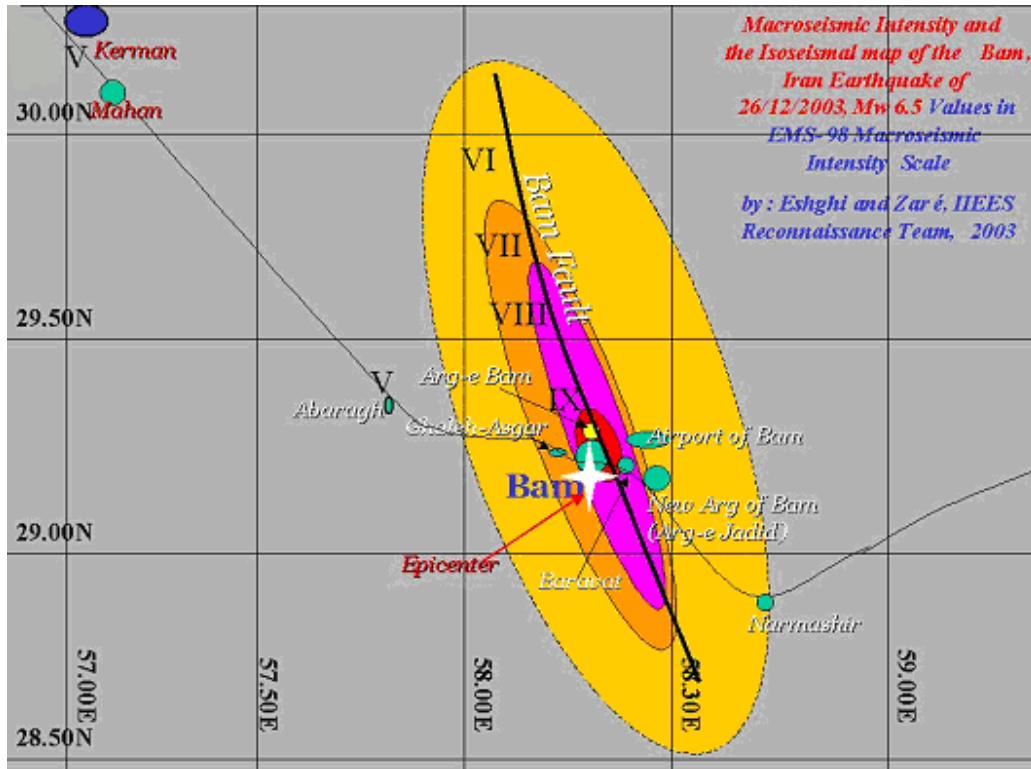 Macroseismic Intensity and
the Isoseismal map of the Bam,
Iran Earthquake of
26/12/2003, Mw 6.5 Values in
EMS-98 Macroseismic
Intensity Scale
by : Eshghi and Zaré, IIEES
Reconnaissance Team, 2003
Kerman
V
Mahan
30.00N
VI
Bam Fault
VII
VIII
29.50N
Arg-e Bam
V
IX
Abaragh
Cheleh-Asgar
Airport of Bam
Bam
New Arg of Bam
(Arg-e Jadid)
29.00N
Epicenter
Baravat
Narmashir
57.00E
57.50E
58.00E
58.30E
59.00E
28.50N